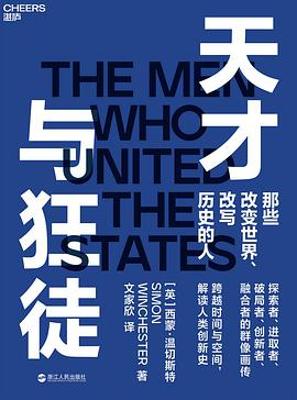 CHEERS
湛庐
天才
与狂徒
THE MEN
WHO
UNITED
THE
STATES
那些
改变世界、
改写
历史的人
探索者、进取者、
破局者、创新者、
融合者的群像画传
跨越时间与空间，
解读人类创新史
[英] 西蒙·温切斯特
SIMON
WINCHESTER 著
文家欣 译
浙江人民出版社